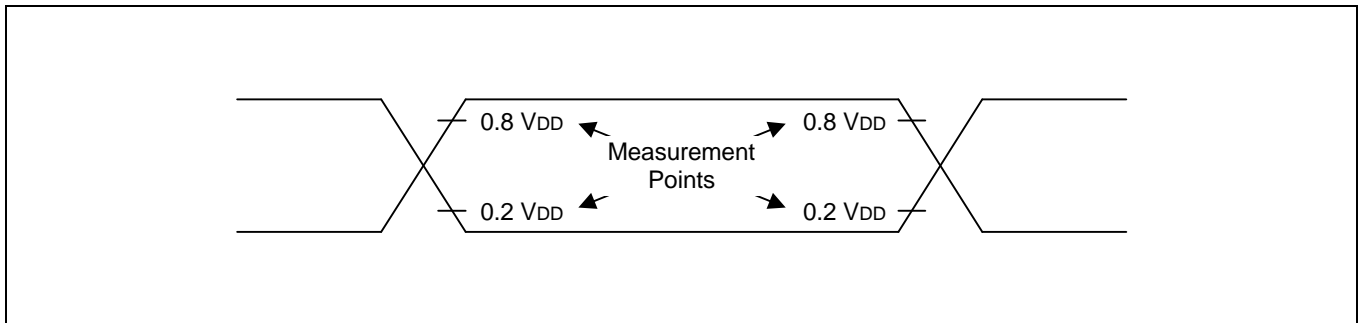 0.8 VDD 0.8 VDD
Measurement
Points
0.2 VDD 0.2 VDD